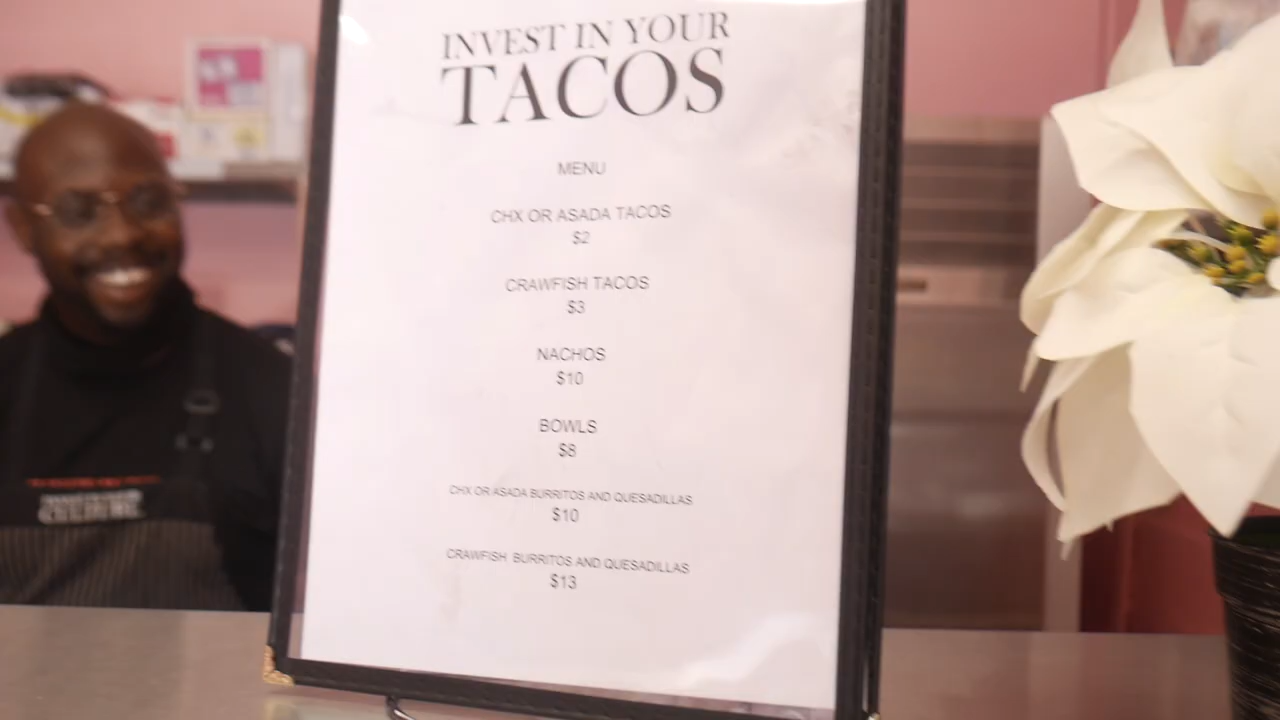 INVEST IN YOUR
TACOS
MENU
CHX OR ASADA TACOS
$2
CRAWFISH TACOS
$3
NACHOS
$10
BOWLS
$8
CHX OR ASADA BURRITOS AND QUESADILLAS
$10
CRAWFISH BURRITOS AND QUESADILLAS
$13